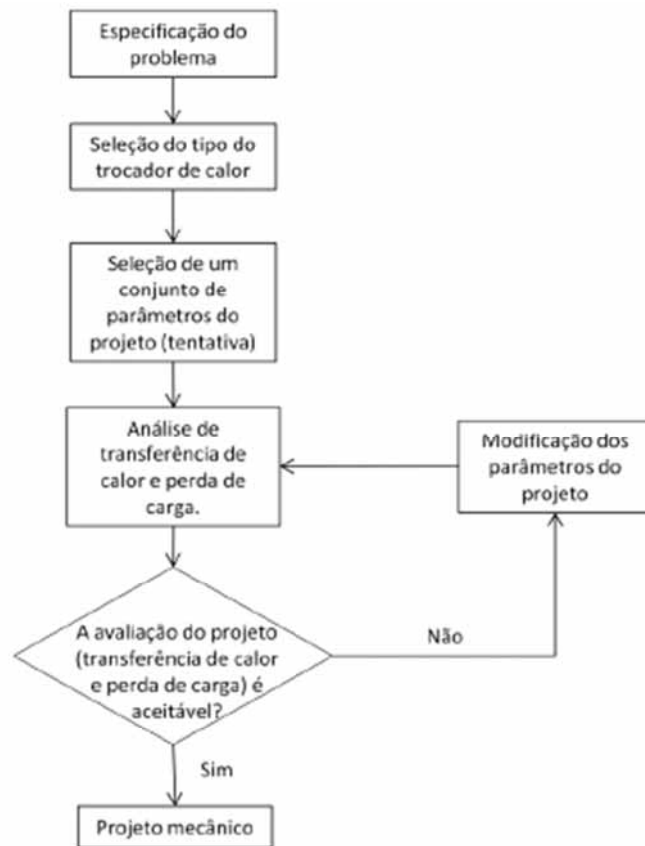 Especificação do
problema
Seleção do tipo do
trocador de calor
Seleção de um
conjunto de
parâmetros do
projeto (tentativa)
Análise de
transferência de
calor e perda de
carga.
Modificação dos
parâmetros do
projeto
A avaliação do projeto
(transferência de calor
e perda de carga) é
aceitável?
Não
Sim
Projeto mecânico